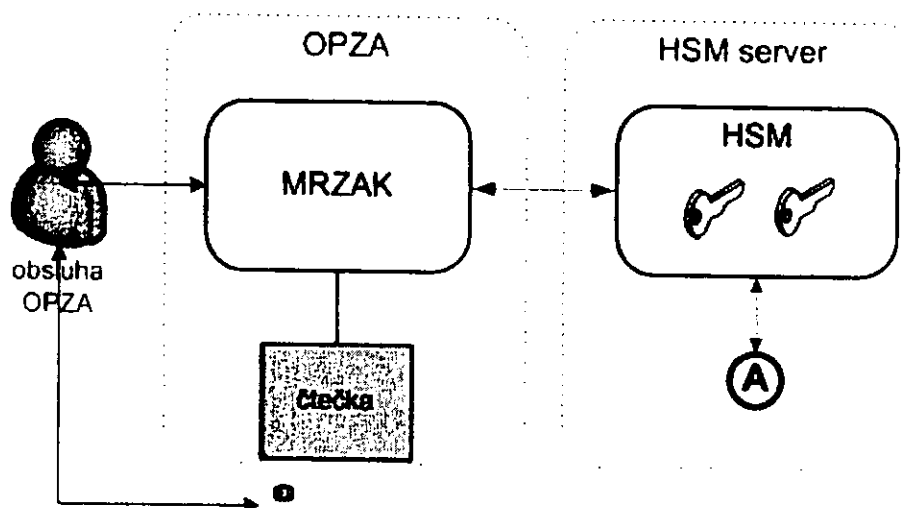 OPZA
HSM server
HSM
MRZAK
obsluha
OPZA
čtečka
A